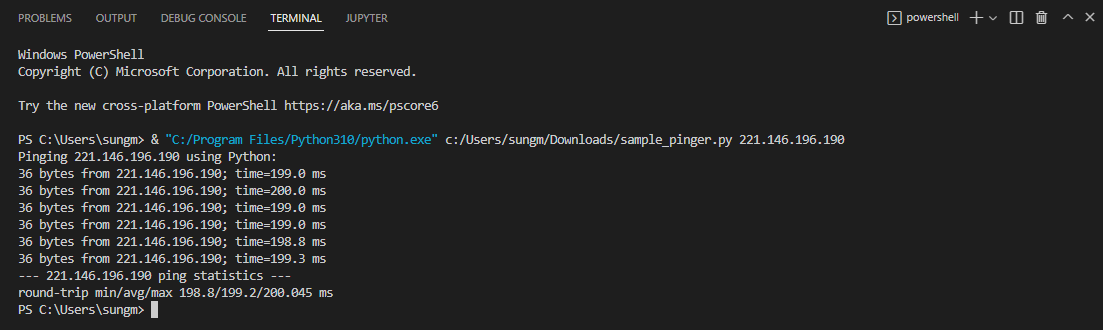 PROBLEMS OUTPUT DEBUG CONSOLE TERMINAL JUPYTER powershell
Windows PowerShell
Copyright (C) Microsoft Corporation. All rights reserved.
Try the new cross-platform PowerShell https://aka.ms/pscore6
PS C:\Users\sungm> & "C:/Program Files/Python310/python.exe" c:/Users/sungm/Downloads/sample_pinger.py 221.146.196.190
Pinging 221.146.196.190 using Python:
36 bytes from 221.146.196.190; time=199.0 ms
36 bytes from 221.146.196.190; time=200.0 ms
36 bytes from 221.146.196.190; time=199.0 ms
36 bytes from 221.146.196.190; time=199.0 ms
36 bytes from 221.146.196.190; time=198.8 ms
36 bytes from 221.146.196.190; time=199.3 ms
--- 221.146.196.190 ping statistics ---
round-trip min/avg/max 198.8/199.2/200.045 ms
PS C:\Users\sungm>